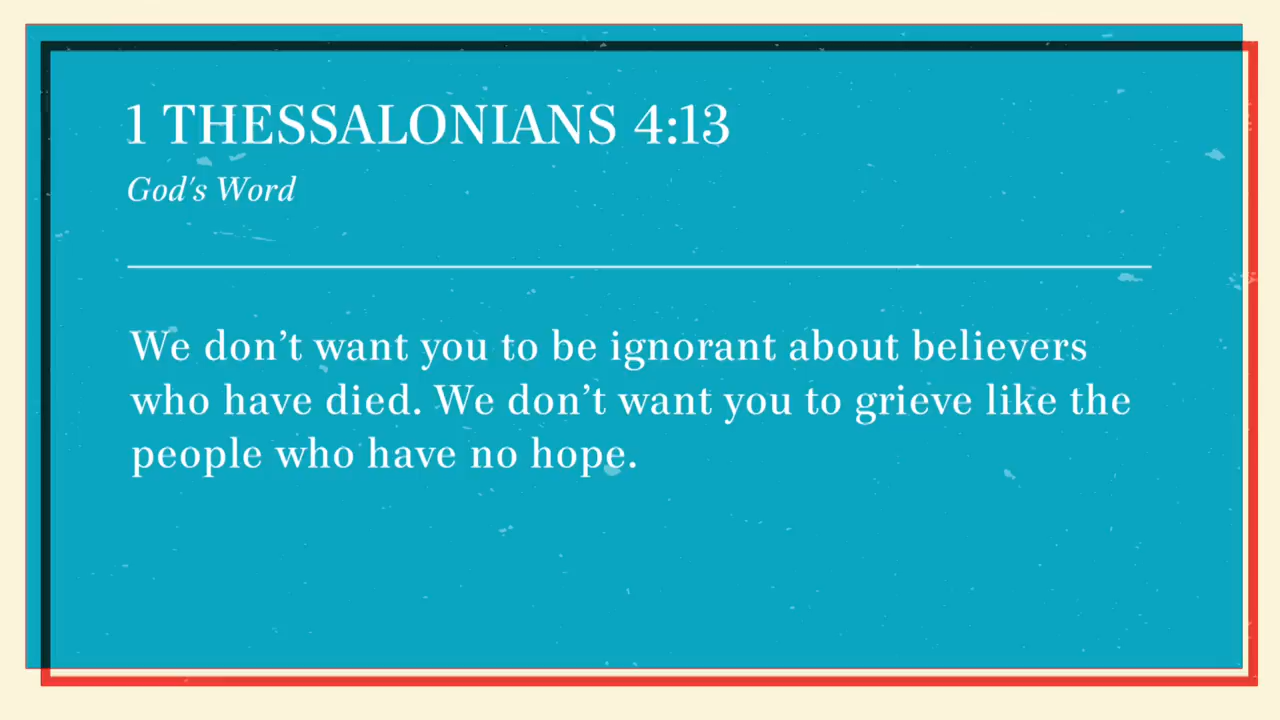 1 THESSALONIANS 4:13
God's Word
We don’t want you to be ignorant about believers
who have died. We don’t want you to grieve like the
people who have no hope.